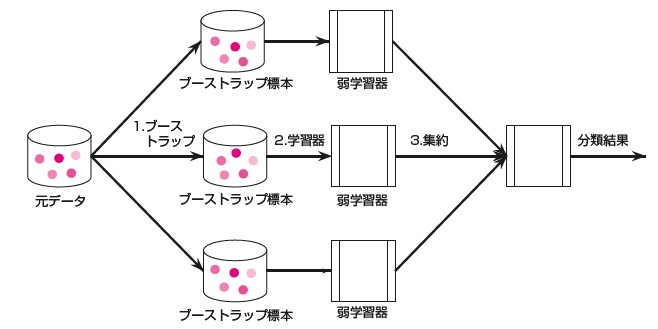 ブーストラップ標本
弱学習器
1.ブース
トラップ
2.学習器
3.集約
分類結果
元データ
ブーストラップ標本
弱学習器
ブーストラップ標本
弱学習器